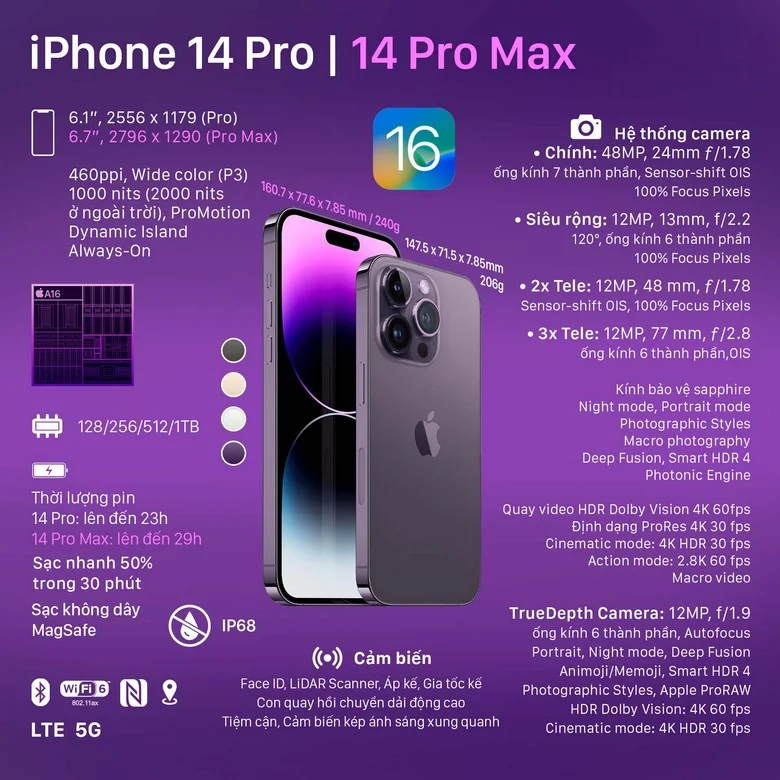 iPhone 14 Pro | 14 Pro Max
6.1”, 2556 x 1179 (Pro)
6.7”, 2796 x 1290 (Pro Max)
460ppi, Wide color (P3)
1000 nits (2000 nits
ở ngoài trời), ProMotion
Dynamic Island
Always-On
A16
128/256/512/1TB
Thời lượng pin
14 Pro: lên đến 23h
14 Pro Max: lên đến 29h
Sạc nhanh 50%
trong 30 phút
Sạc không dây
MagSafe
IP68
WiFi 6
802.11ax
LTE 5G
16
160.7 x 77.6 x 7.85 mm / 240g
147.5 x 71.5 x 7.85mm
206g
Cảm biến
Face ID, LiDAR Scanner, Áp kế, Gia tốc kế
Con quay hồi chuyển dải động cao
Tiệm cận, Cảm biến kép ánh sáng xung quanh
Hệ thống camera
• Chính: 48MP, 24mm ƒ/1.78
ống kính 7 thành phần, Sensor-shift OIS
100% Focus Pixels
• Siêu rộng: 12MP, 13mm, ƒ/2.2
120°, ống kính 6 thành phần
100% Focus Pixels
• 2x Tele: 12MP, 48 mm, ƒ/1.78
Sensor-shift OIS, 100% Focus Pixels
• 3x Tele: 12MP, 77 mm, ƒ/2.8
ống kính 6 thành phần,OIS
Kính bảo vệ sapphire
Night mode, Portrait mode
Photographic Styles
Macro photography
Deep Fusion, Smart HDR 4
Photonic Engine
Quay video HDR Dolby Vision 4K 60fps
Định dạng ProRes 4K 30 fps
Cinematic mode: 4K HDR 30 fps
Action mode: 2.8K 60 fps
Macro video
TrueDepth Camera: 12MP, ƒ/1.9
ống kính 6 thành phần, Autofocus
Portrait, Night mode, Deep Fusion
Animoji/Memoji, Smart HDR 4
Photographic Styles, Apple ProRAW
HDR Dolby Vision: 4K 60 fps
Cinematic mode: 4K HDR 30 fps